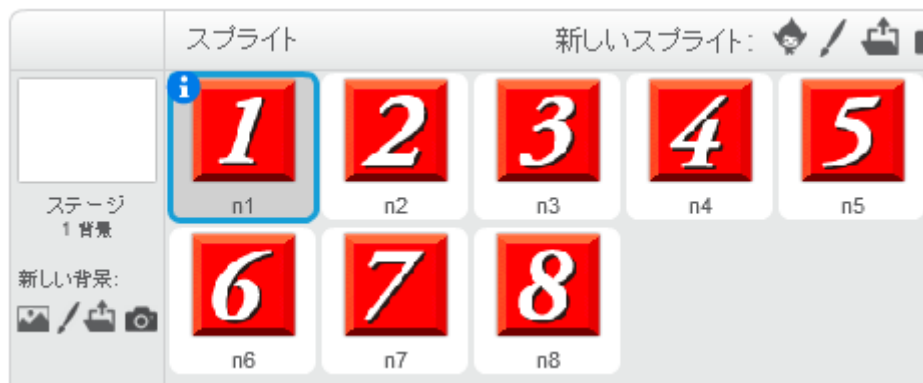 スプライト 新しいスプライト:
1 2 3 4 5
n1 n2 n3 n4 n5
ステージ
1 背景
新しい背景:
6 7 8
n6 n7 n8